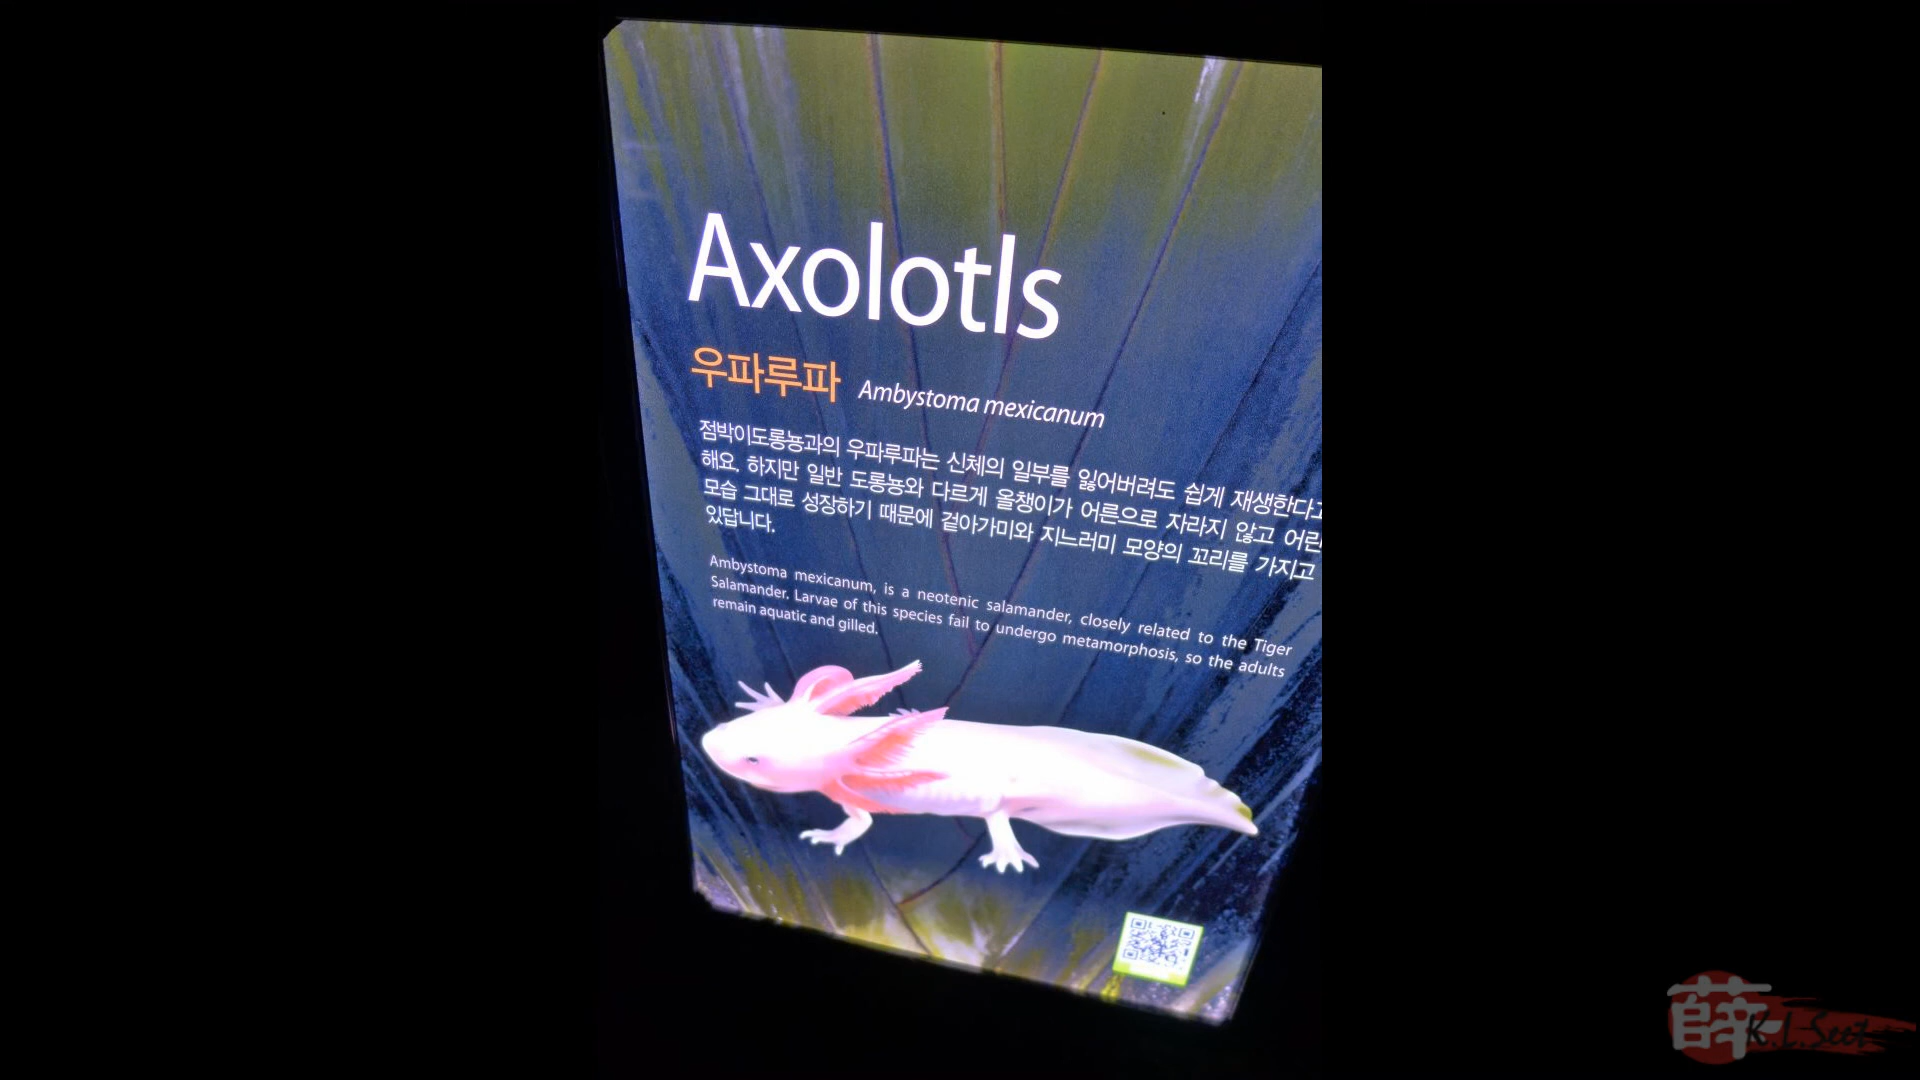 Axolotls
우파루파 Ambystoma mexicanum
점박이도롱뇽과의 우파루파는 신체의 일부를 잃어버려도 쉽게 재생한다고
해요. 하지만 일반 도롱뇽와 다르게 올챙이가 어른으로 자라지 않고 어린
모습 그대로 성장하기 때문에 겉아가미와 지느러미 모양의 꼬리를 가지고
있답니다.
Ambystoma mexicanum, is a neotenic salamander, closely related to the Tiger
Salamander. Larvae of this species fail to undergo metamorphosis, so the adults
remain aquatic and gilled.
薛 K.L.Seet